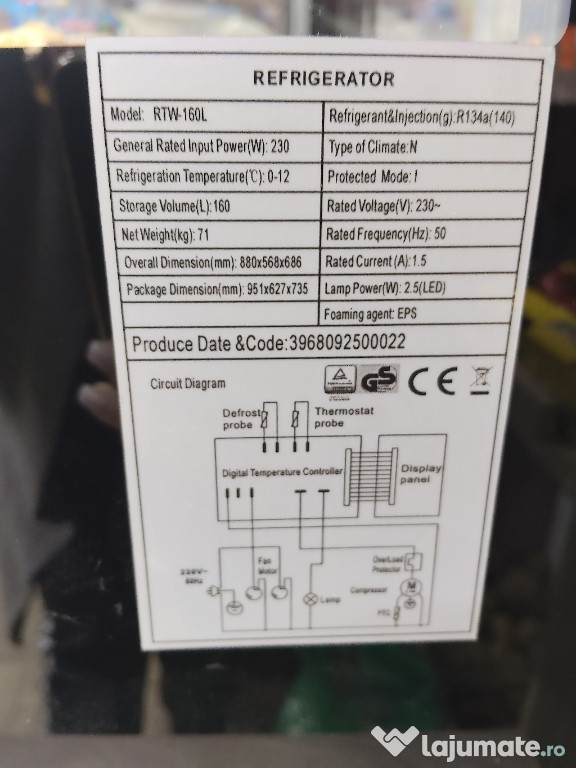 REFRIGERATOR
Model: RTW-160L
Refrigerant&Injection(g):R134a(140)
General Rated Input Power(W): 230
Type of Climate:N
Refrigeration Temperature(℃): 0-12
Protected Mode: I
Storage Volume(L): 160
Rated Voltage(V): 230~
Net Weight(kg): 71
Rated Frequency(Hz): 50
Overall Dimension(mm): 880x568x686
Rated Current (A):1.5
Package Dimension(mm): 951x627x735
Lamp Power(W): 2.5(LED)
Foaming agent: EPS
Produce Date &Code:3968092500022
Circuit Diagram
GS CE
Defrost
probe
Thermostat
probe
Digital Temperature Controller
Display
panel
230V~
50Hz
Fan
Motor
Lamp
OverLoad
Protector
Compressor
M
PTC
lajumate.ro